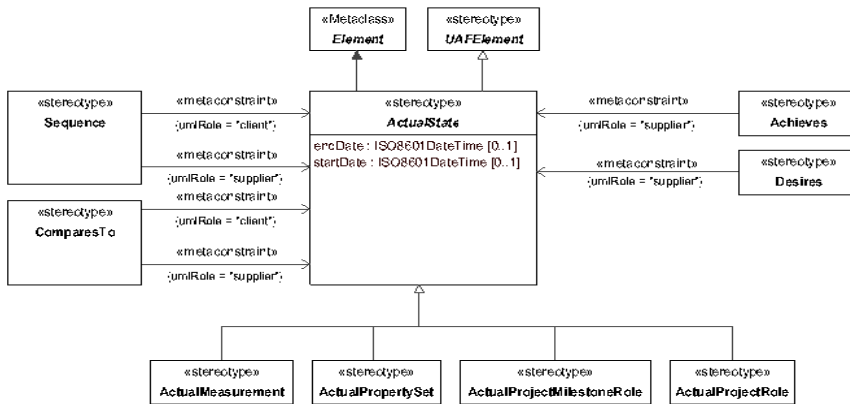 «Metaclass»
Element
«stereotype»
UAFElement
«stereotype»
Sequence
«metaconstraint»
{umlRole = "client"}
«metaconstraint»
{umlRole = "supplier"}
«stereotype»
ComparesTo
«metaconstraint»
{umlRole = "client"}
«metaconstraint»
{umlRole = "supplier"}
«stereotype»
ActualState
endDate : ISO8601DateTime [0..1]
startDate : ISO8601DateTime [0..1]
«metaconstraint»
{umlRole = "supplier"}
«stereotype»
Achieves
«metaconstraint»
{umlRole = "supplier"}
«stereotype»
Desires
«stereotype»
ActualMeasurement
«stereotype»
ActualPropertySet
«stereotype»
ActualProjectMilestoneRole
«stereotype»
ActualProjectRole